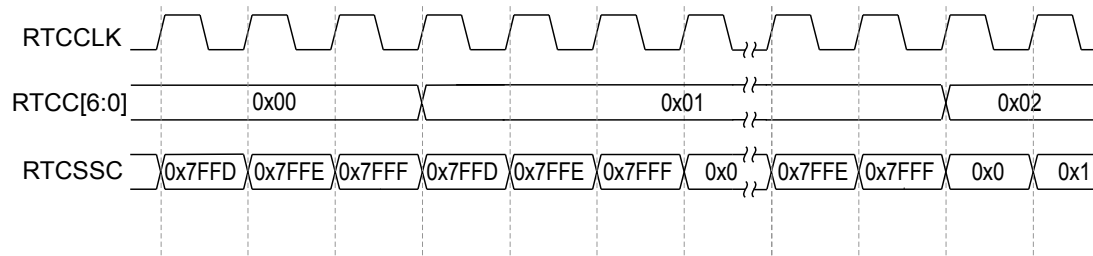 RTCCLK
RTCC[6:0] 0x00 0x01 0x02
RTCSSC 0x7FFD 0x7FFE 0x7FFF 0x7FFD 0x7FFE 0x7FFF 0x0 0x7FFE 0x7FFF 0x0 0x1